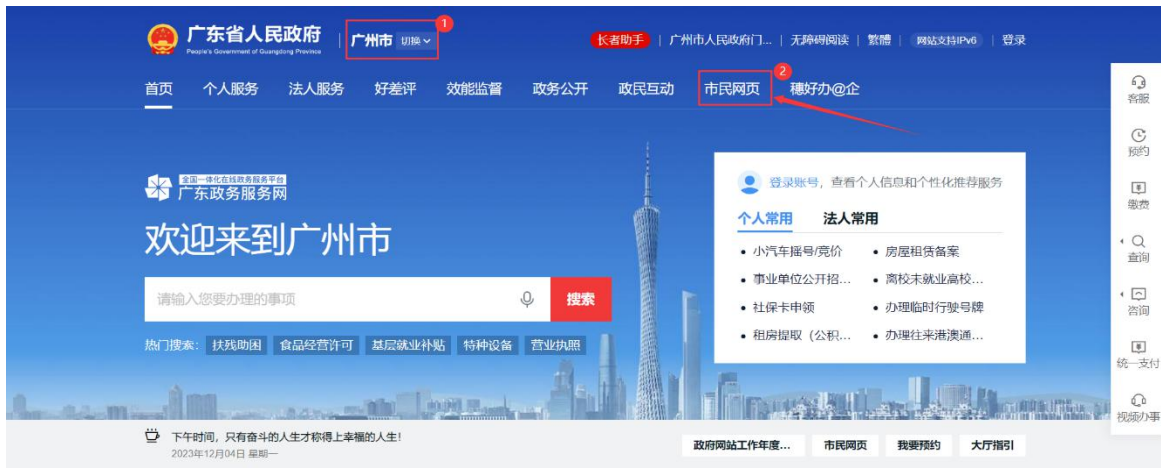 广东省人民政府
People's Government of Guangdong Province
广州市 切换
1
长者助手 | 广州市人民政府门... | 无障碍阅读 | 繁體 | 网站支持IPv6 | 登录
首页 个人服务 法人服务 好差评 效能监督 政务公开 政民互动 市民网页 穗好办@企
2
全国一体化在线政务服务平台
广东政务服务网
欢迎来到广州市
请输入您要办理的事项 搜索
热门搜索: 扶残助困 食品经营许可 基层就业补贴 特种设备 营业执照
登录账号，查看个人信息和个性化推荐服务
个人常用 法人常用
• 小汽车摇号/竞价 • 房屋租赁备案
• 事业单位公开招... • 离校未就业高校...
• 社保卡申领 • 办理临时行驶号牌
• 租房提取（公积... • 办理往来港澳通...
客服
预约
缴费
查询
咨询
统一支付
视频办事
下午时间，只有奋斗的人生才称得上幸福的人生！
2023年12月04日 星期一
政府网站工作年度... 市民网页 我要预约 大厅指引